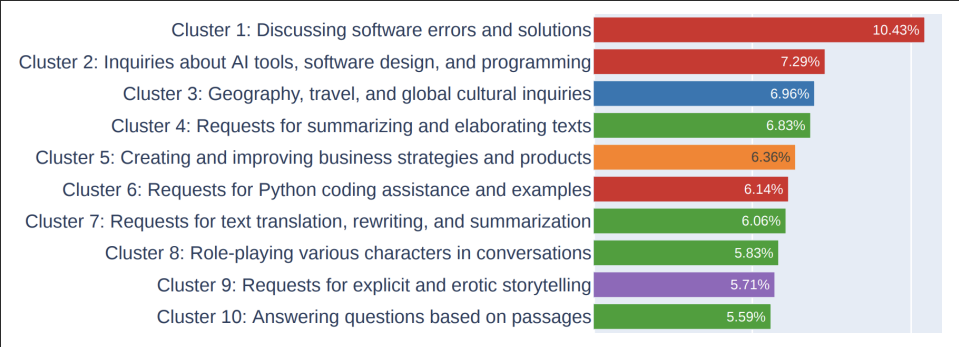 Cluster 1: Discussing software errors and solutions 10.43%
Cluster 2: Inquiries about AI tools, software design, and programming 7.29%
Cluster 3: Geography, travel, and global cultural inquiries 6.96%
Cluster 4: Requests for summarizing and elaborating texts 6.83%
Cluster 5: Creating and improving business strategies and products 6.36%
Cluster 6: Requests for Python coding assistance and examples 6.14%
Cluster 7: Requests for text translation, rewriting, and summarization 6.06%
Cluster 8: Role-playing various characters in conversations 5.83%
Cluster 9: Requests for explicit and erotic storytelling 5.71%
Cluster 10: Answering questions based on passages 5.59%